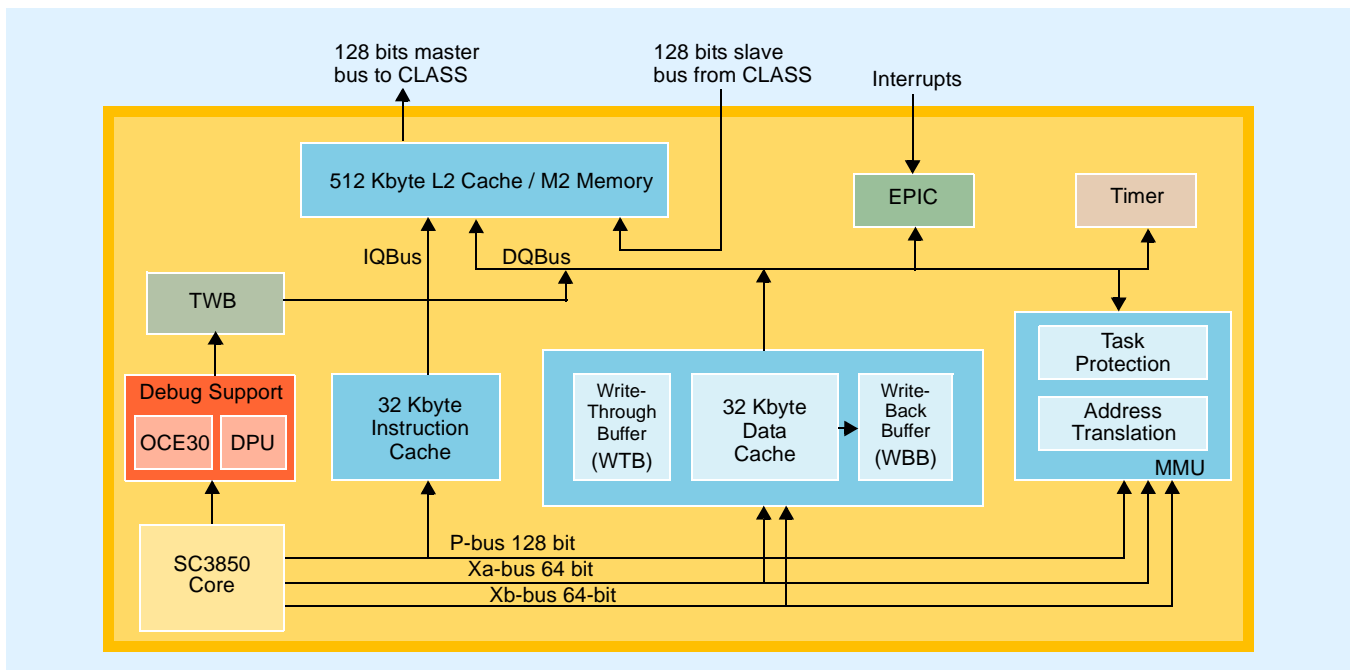 128 bits master
bus to CLASS
128 bits slave
bus from CLASS
Interrupts
512 Kbyte L2 Cache / M2 Memory
EPIC
Timer
IQBus
DQBus
TWB
Task
Protection
Address
Translation
MMU
Debug Support
OCE30
DPU
32 Kbyte
Instruction
Cache
Write-
Through
Buffer
(WTB)
32 Kbyte
Data
Cache
Write-
Back
Buffer
(WBB)
SC3850
Core
P-bus 128 bit
Xa-bus 64 bit
Xb-bus 64-bit